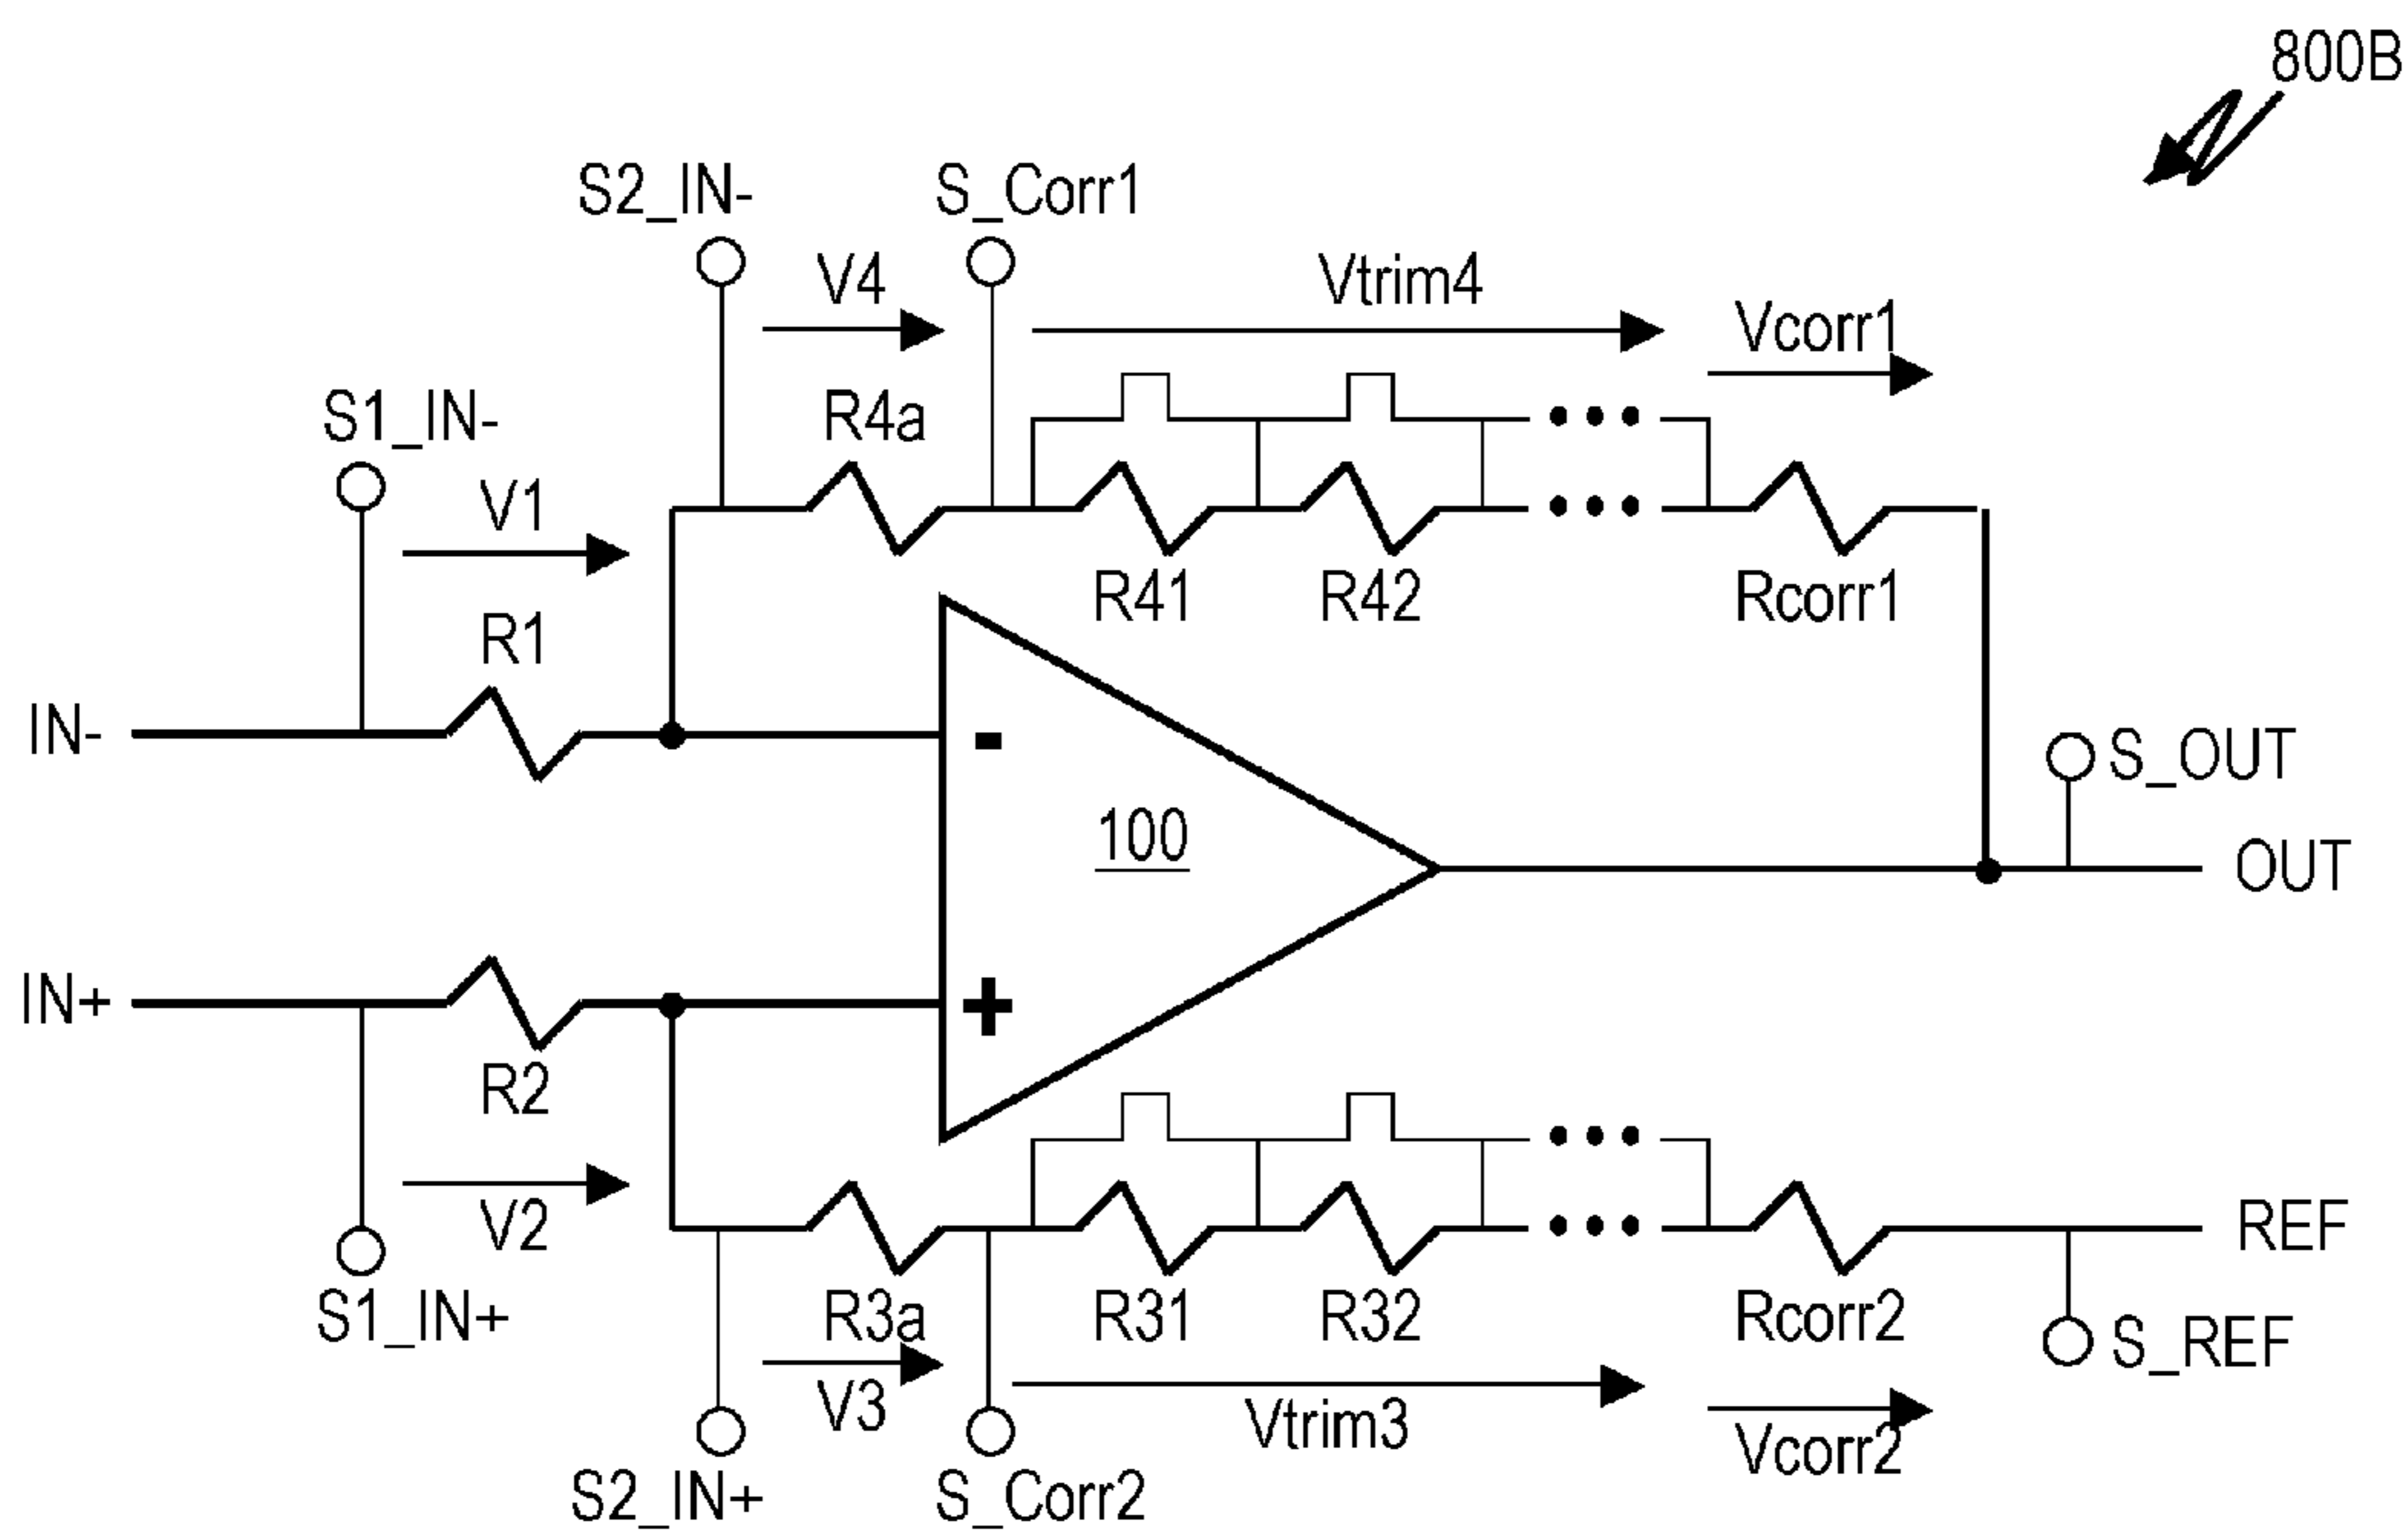 800B
S2_IN-
S_Corr1
V4
Vtrim4
Vcorr1
S1_IN-
R4a
V1
R41
R42
Rcorr1
R1
IN-
-
S_OUT
100
OUT
IN+
+
R2
V2
REF
S1_IN+
R3a
R31
R32
Rcorr2
S_REF
V3
Vtrim3
Vcorr2
S2_IN+
S_Corr2